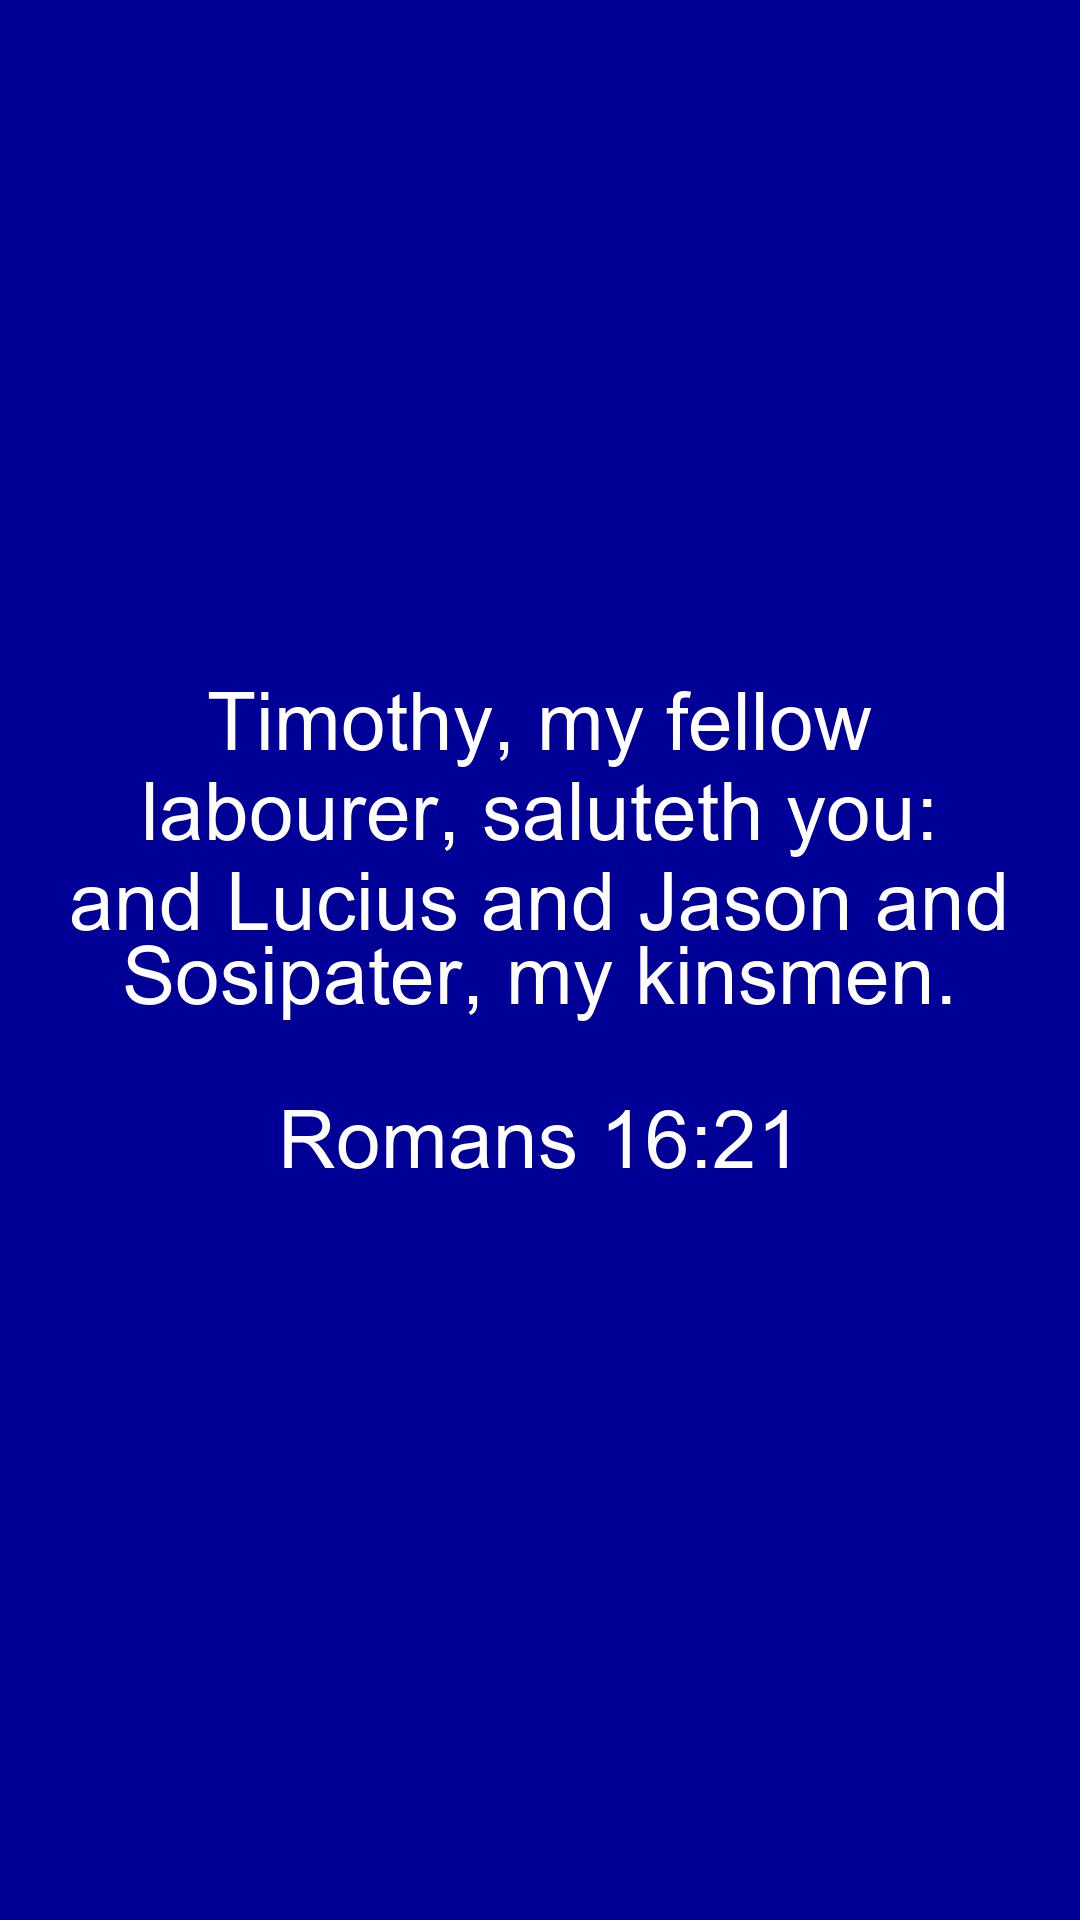 Timothy, my fellow
labourer, saluteth you:
and Lucius and Jason and
Sosipater, my kinsmen.
Romans 16:21